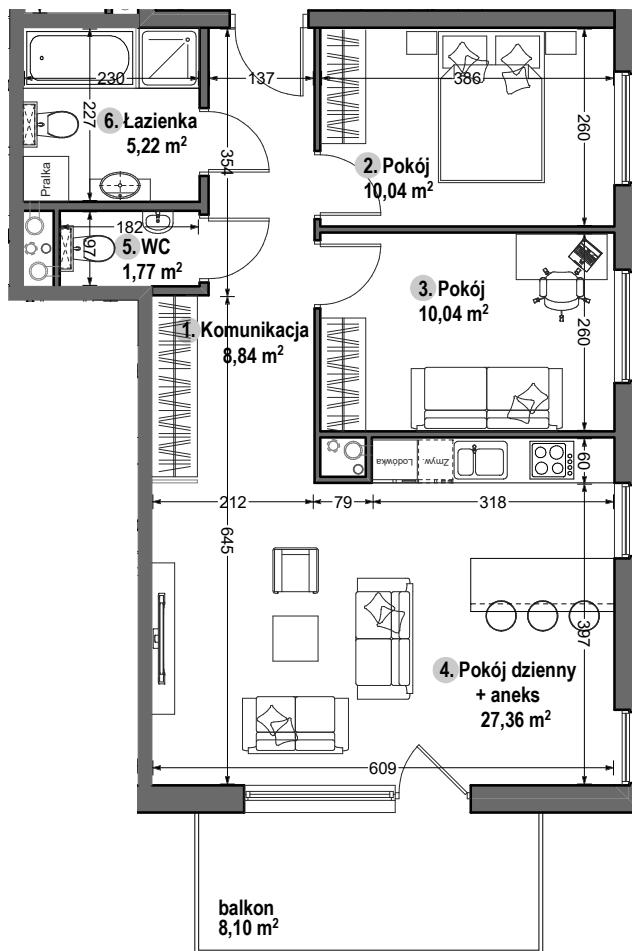 230
137
386
227
6. Łazienka
5,22 m²
Pralka
354
2. Pokój
10,04 m²
260
182
97
5. WC
1,77 m²
3. Pokój
10,04 m²
260
1. Komunikacja
8,84 m²
Lodówka
Zmyw.
60
212
79
318
645
397
4. Pokój dzienny
+ aneks
27,36 m²
609
balkon
8,10 m²